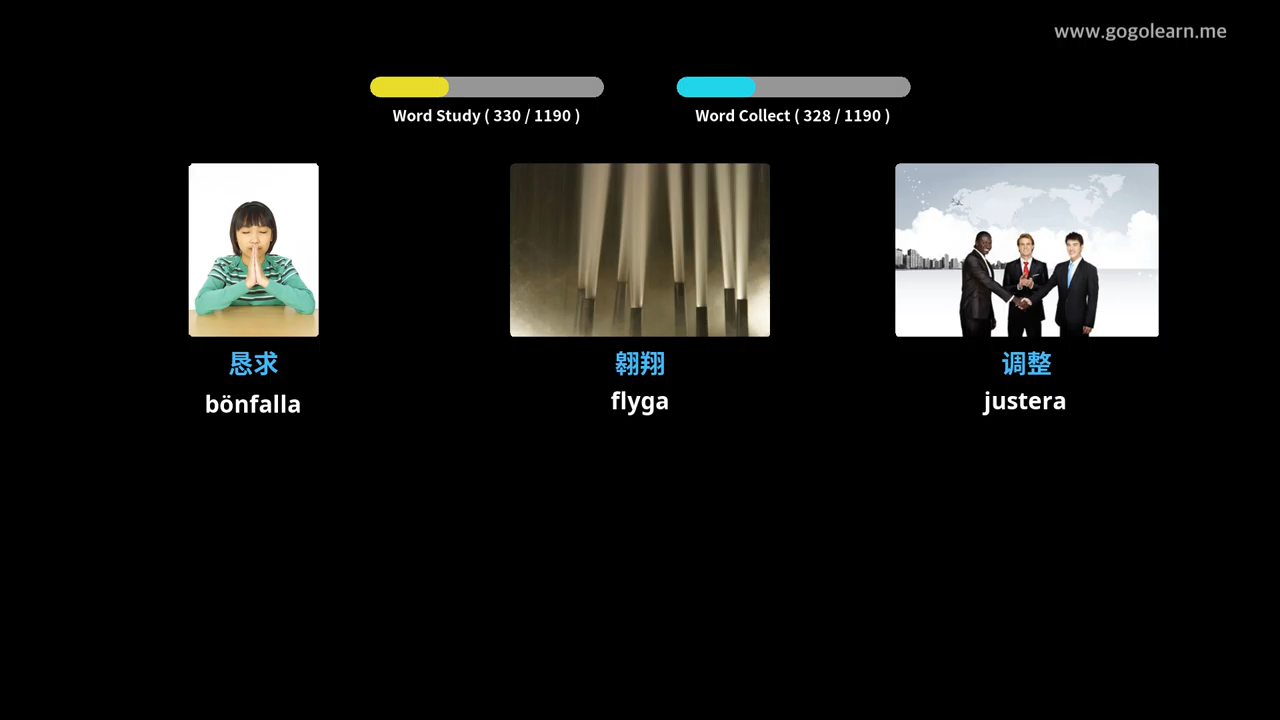 www.gogolearn.me
Word Study ( 330 / 1190 )
Word Collect ( 328 / 1190 )
恳求
翱翔
调整
bönfalla
flyga
justera